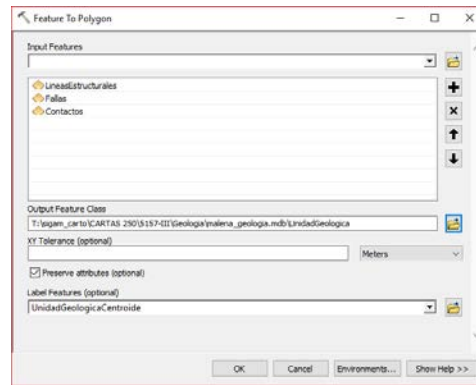 Feature To Polygon
Input Features
LineasEstructurales
Fallas
Contactos
Output Feature Class
T:\sigam_carto\CARTAS 250\5157-III\Geologia\malena_geologia.mdb\UnidadGeologica
XY Tolerance (optional)
Meters
Preserve attributes (optional)
Label Features (optional)
UnidadGeologicaCentroide
OK Cancel Environments... Show Help >>